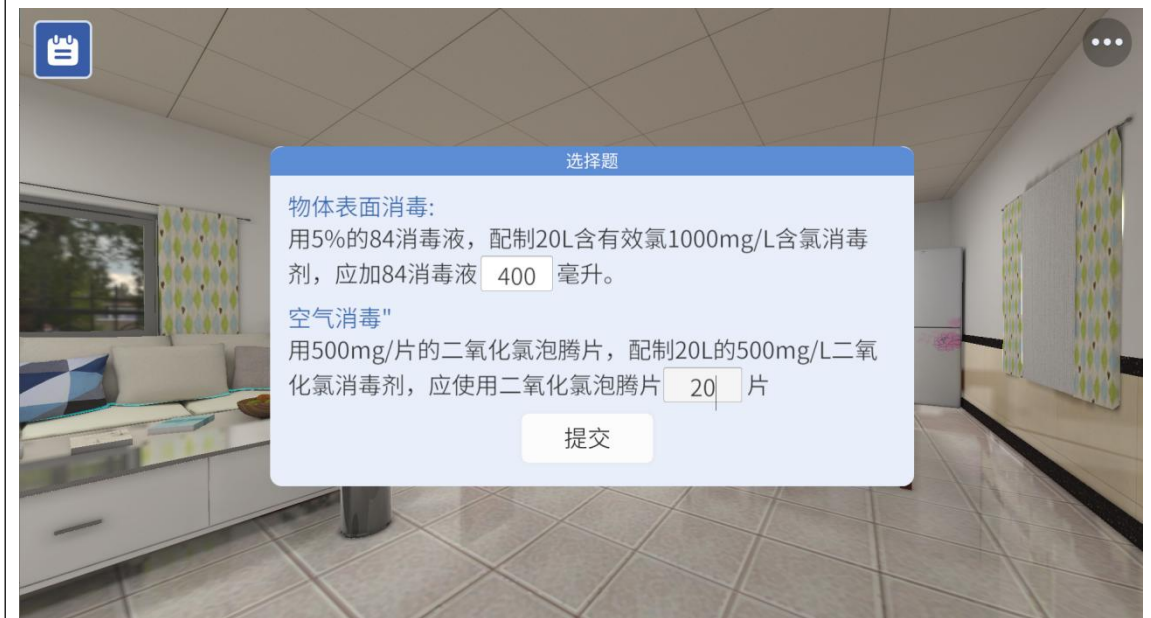 选择题
物体表面消毒:
用5%的84消毒液，配制20L含有效氯1000mg/L含氯消毒
剂，应加84消毒液 400 毫升。
空气消毒"
用500mg/片的二氧化氯泡腾片，配制20L的500mg/L二氧
化氯消毒剂，应使用二氧化氯泡腾片 20 片
提交